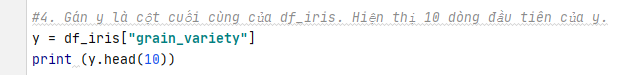 #4. Gán y là cột cuối cùng của df_iris. Hiện thị 10 dòng đầu tiên của y.
y = df_iris["grain_variety"]
print (y.head(10))